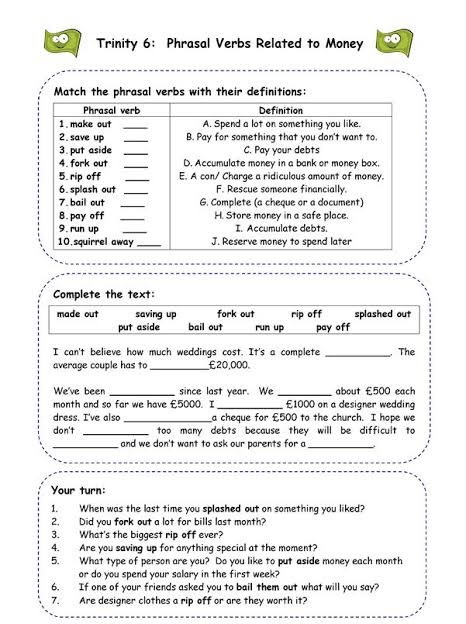 Trinity 6: Phrasal Verbs Related to Money
Match the phrasal verbs with their definitions:
Phrasal verb Definition
1. make out ____ A. Spend a lot on something you like.
2. save up ____ B. Pay for something that you don't want to.
3. put aside ____ C. Pay your debts
4. fork out ____ D. Accumulate money in a bank or money box.
5. rip off ____ E. A con/ Charge a ridiculous amount of money.
6. splash out ____ F. Rescue someone financially.
7. bail out ____ G. Complete (a cheque or a document)
8. pay off ____ H. Store money in a safe place.
9. run up ____ I. Accumulate debts.
10. squirrel away ____ J. Reserve money to spend later
Complete the text:
made out saving up fork out rip off splashed out
put aside bail out run up pay off
I can't believe how much weddings cost. It's a complete ____________. The
average couple has to ___________£20,000.
We've been ____________ since last year. We __________ about £500 each
month and so far we have £5000. I ____________ £1000 on a designer wedding
dress. I've also ________________a cheque for £500 to the church. I hope we
don't ____________ too many debts because they will be difficult to
____________ and we don't want to ask our parents for a ____________.
Your turn:
1. When was the last time you splashed out on something you liked?
2. Did you fork out a lot for bills last month?
3. What's the biggest rip off ever?
4. Are you saving up for anything special at the moment?
5. What type of person are you? Do you like to put aside money each month
or do you spend your salary in the first week?
6. If one of your friends asked you to bail them out what will you say?
7. Are designer clothes a rip off or are they worth it?